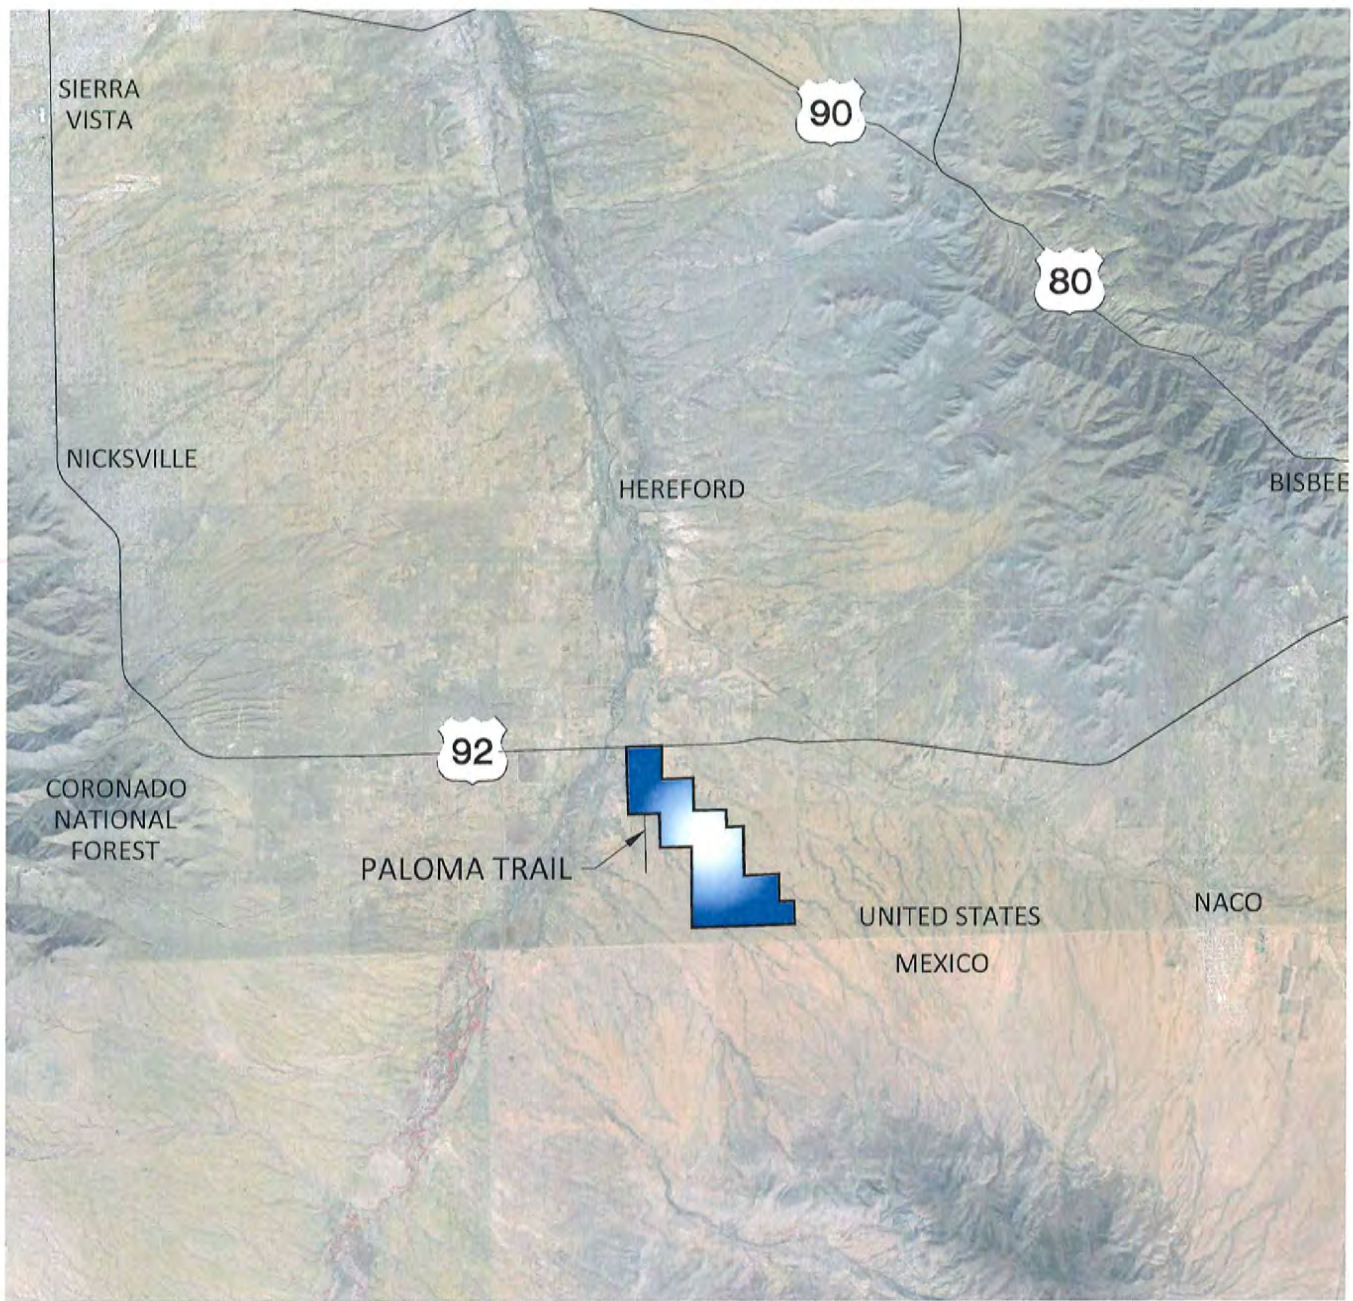 SIERRA
VISTA
90
80
NICKSVILLE
HEREFORD
BISBEE
92
CORONADO
NATIONAL
FOREST
PALOMA TRAIL
NACO
UNITED STATES
MEXICO